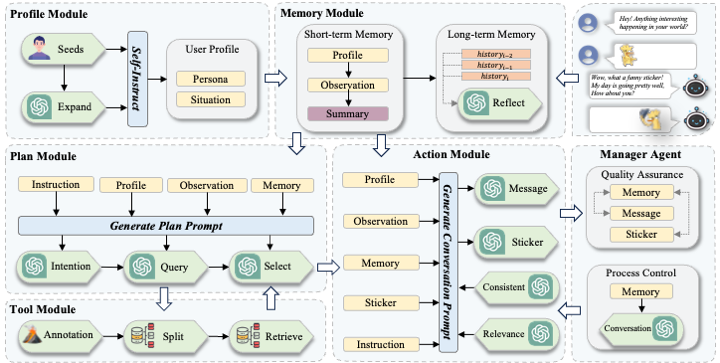 Profile Module
Seeds
Expand
Self-Instruct
User Profile
Persona
Situation
Memory Module
Short-term Memory
Profile
Observation
Summary
Long-term Memory
history_{t-2}
history_{t-1}
history_t
Reflect
Hey! Anything interesting
happening in your world?
Wow, what a funny sticker!
My day is going pretty well,
How about you?
Plan Module
Instruction
Profile
Observation
Memory
Generate Plan Prompt
Intention
Query
Select
Tool Module
Annotation
Split
Retrieve
Action Module
Profile
Observation
Memory
Sticker
Instruction
Generate Conversation Prompt
Message
Sticker
Consistent
Relevance
Manager Agent
Quality Assurance
Memory
Message
Sticker
Process Control
Memory
Conversation